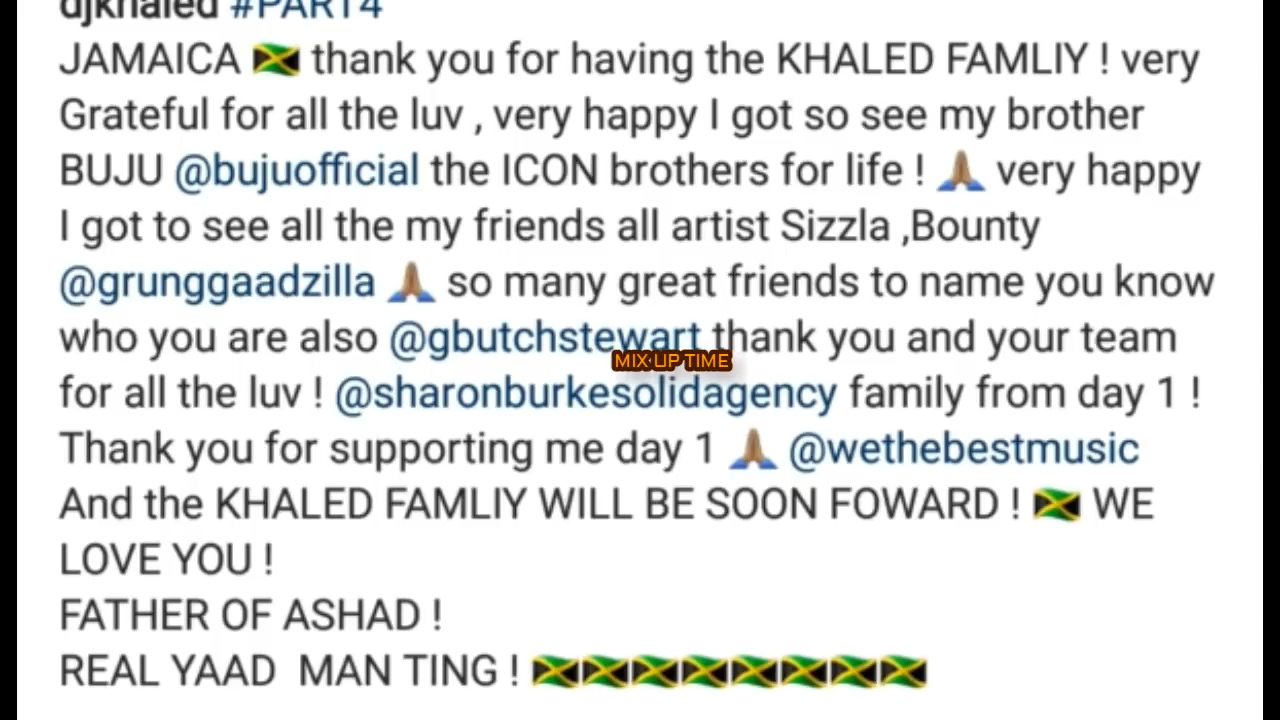 djkhaled #PART4
JAMAICA 🇯🇲 thank you for having the KHALED FAMLIY ! very
Grateful for all the luv , very happy I got so see my brother
BUJU @bujuofficial the ICON brothers for life ! 🙏🏽 very happy
I got to see all the my friends all artist Sizzla ,Bounty
@grunggaadzilla 🙏🏽 so many great friends to name you know
who you are also @gbutchstewart thank you and your team
MIX UP TIME
for all the luv ! @sharonburkesolidagency family from day 1 !
Thank you for supporting me day 1 🙏🏽 @wethebestmusic
And the KHALED FAMLIY WILL BE SOON FOWARD ! 🇯🇲 WE
LOVE YOU !
FATHER OF ASHAD !
REAL YAAD  MAN TING ! 🇯🇲🇯🇲🇯🇲🇯🇲🇯🇲🇯🇲🇯🇲🇯🇲